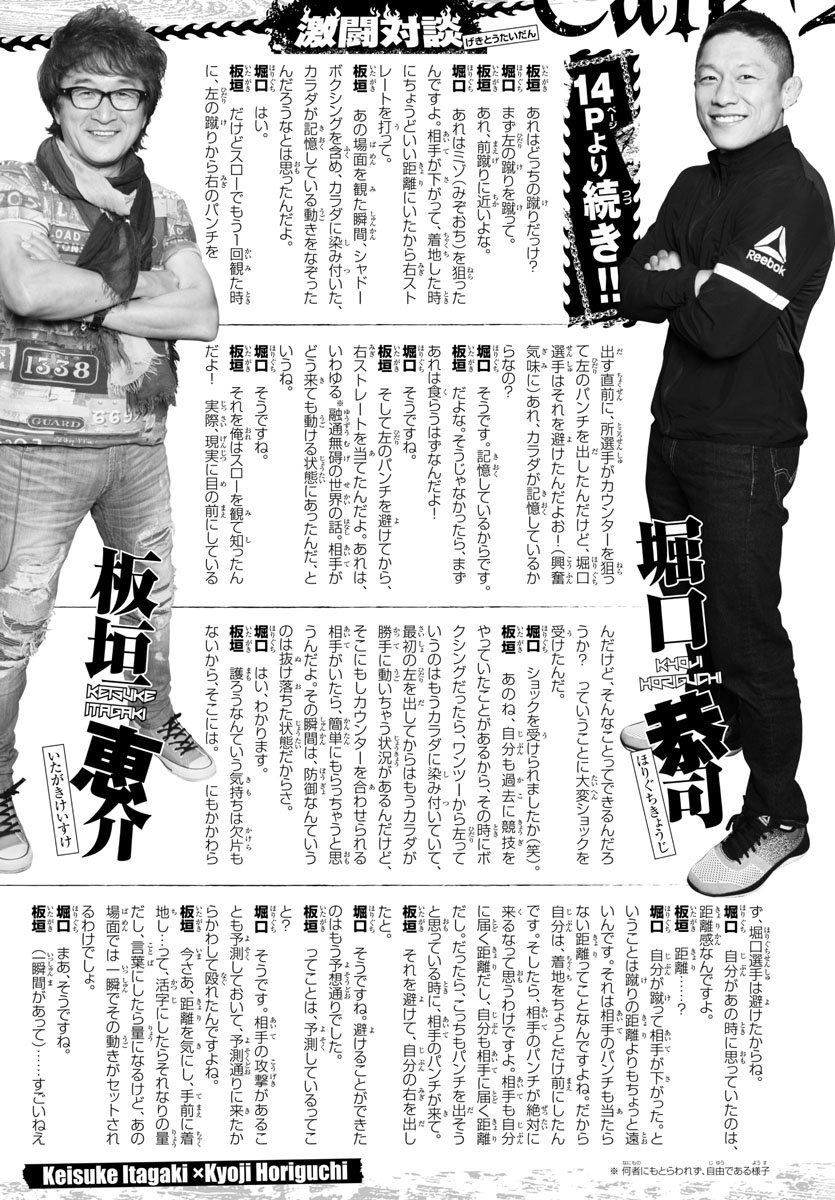 激闘対談
げきとうたいだん
14Pより続き!!
板垣　あれはどっちの蹴りだっけ?
堀口　まず左の蹴りを蹴って。
板垣　あれ、前蹴りに近いよな。
堀口　あれはミゾ(みぞおち)を狙った
んですよ。相手が下がって、着地した時
にちょうどいい距離にいたから右スト
レートを打って。
板垣　あの場面を観た瞬間、シャドー
ボクシングを含め、カラダに染み付いた、
カラダが記憶している動きをなぞった
んだろうなとは思ったんだよ。
堀口　はい。
板垣　だけどスローでもう1回観た時
に、左の蹴りから右のパンチを
出す直前に、所選手がカウンターを狙っ
て左のパンチを出したんだけど、堀口
選手はそれを避けたんだよお!(興奮
気味に)あれ、カラダが記憶しているか
らなの?
堀口　そうです。記憶しているからです。
板垣　だよな。そうじゃなかったら、まず
あれは食らうはずなんだよ!
堀口　そうですね。
板垣　そして左のパンチを避けてから、
右ストレートを当てたんだよ。あれは、
いわゆる※融通無碍の世界の話。相手が
どう来ても動ける状態にあったんだ、と
いうね。
堀口　そうですね。
板垣　それを俺はスローを観て知ったん
だよ!　実際、現実に目の前にしている
んだけど、そんなことってできるんだろ
うか?　っていうことに大変ショックを
受けたんだ。
堀口　ショックを受けられましたか(笑)。
板垣　あのね、自分も過去に競技を
やっていたことがあるから、その時にボ
クシングだったら、ワンツーから左って
いうのはもうカラダに染み付いていて、
最初の左を出してからはもうカラダが
勝手に動いちゃう状況があるんだけど、
そこにもしカウンターを合わせられる
相手がいたら、簡単にもらっちゃうと思
うんだよ。その瞬間は、防御なんていう
のは抜け落ちた状態だからさ。
堀口　はい、わかります。
板垣　護ろうなんていう気持ちは欠片も
ないから、そこには。　にもかかわら
ず、堀口選手は避けたからね。
堀口　自分があの時に思っていたのは、
距離感なんですよ。
板垣　距離……?
堀口　自分が蹴って相手が下がった。と
いうことは蹴りの距離よりもちょっと遠
いんです。それは相手のパンチも当たら
ない距離ってことなんですよね。だから
自分は、着地をちょっとだけ前にしたん
です。そしたら、相手のパンチが絶対に
来るなって思うわけですよ。相手も自分
に届く距離だし、自分も相手に届く距離
だし。だったら、こっちもパンチを出そう
と思っている時に、相手のパンチが来て。
板垣　それを避けて、自分の右を出し
たと。
堀口　そうですね。避けることができた
のはもう予想通りでした。
板垣　ってことは、予測しているってこ
と?
堀口　そうです。相手の攻撃があるこ
とも予測しておいて、予測通りに来たか
らかわして殴れたんですよね。
板垣　今さあ、距離を気にし、手前に着
地し…って、活字にしたらそれなりの量
だし、言葉にしたら量になるけど、あの
場面では一瞬でその動きがセットされ
るわけでしょ。
堀口　まあ、そうですね。
板垣　(一瞬間があって)……すごいねえ
堀口恭司
KYOJI
HORIGUCHI
ほりぐちきょうじ
板垣恵介
KEISUKE
ITAGAKI
いたがきけいすけ
Reebok
1338
GUARD
※ 何者にもとらわれず、自由である様子
Keisuke Itagaki×Kyoji Horiguchi